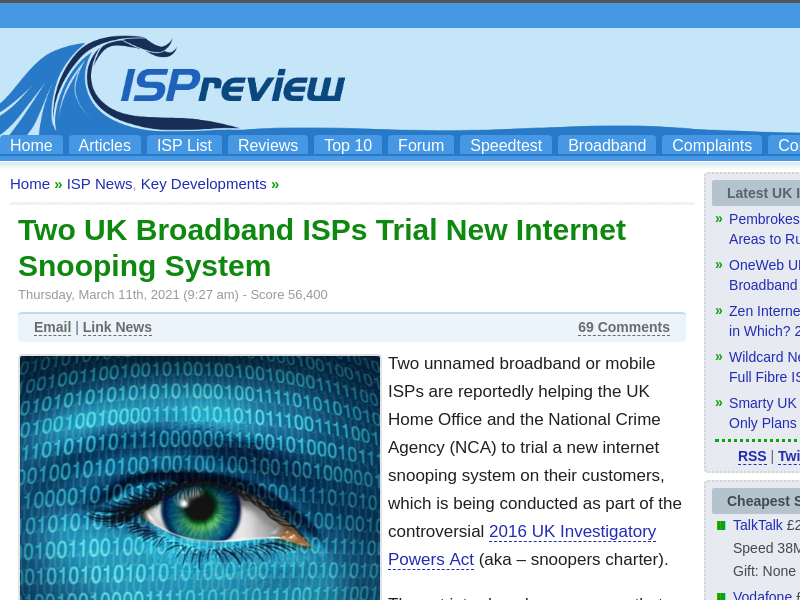 ISPreview
Home Articles ISP List Reviews Top 10 Forum Speedtest Broadband Complaints
Home » ISP News, Key Developments »
Two UK Broadband ISPs Trial New Internet
Snooping System
Thursday, March 11th, 2021 (9:27 am) - Score 56,400
Email | Link News 69 Comments
Two unnamed broadband or mobile
ISPs are reportedly helping the UK
Home Office and the National Crime
Agency (NCA) to trial a new internet
snooping system on their customers,
which is being conducted as part of the
controversial 2016 UK Investigatory
Powers Act (aka – snoopers charter).
Latest UK
» Pembrokes
Areas to Ru
» OneWeb U
Broadband
» Zen Interne
in Which? 2
» Wildcard Ne
Full Fibre IS
» Smarty UK
Only Plans
RSS | Twi
Cheapest S
TalkTalk £2
Speed 38M
Gift: None
Vodafone £